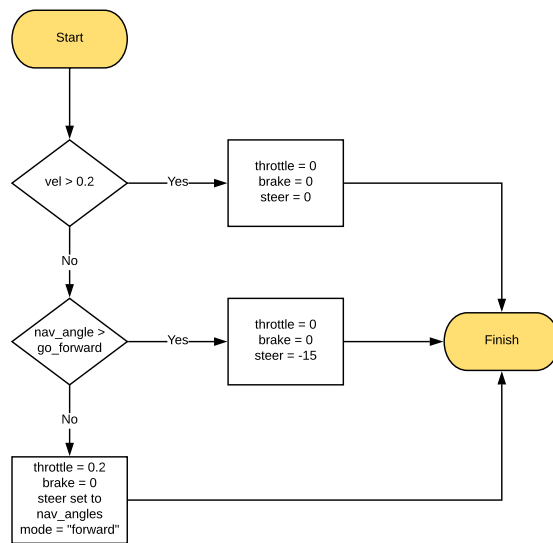 Start
vel > 0.2
Yes
throttle = 0
brake = 0
steer = 0
No
nav_angle >
go_forward
Yes
throttle = 0
brake = 0
steer = -15
Finish
No
throttle = 0.2
brake = 0
steer set to
nav_angles
mode = "forward"